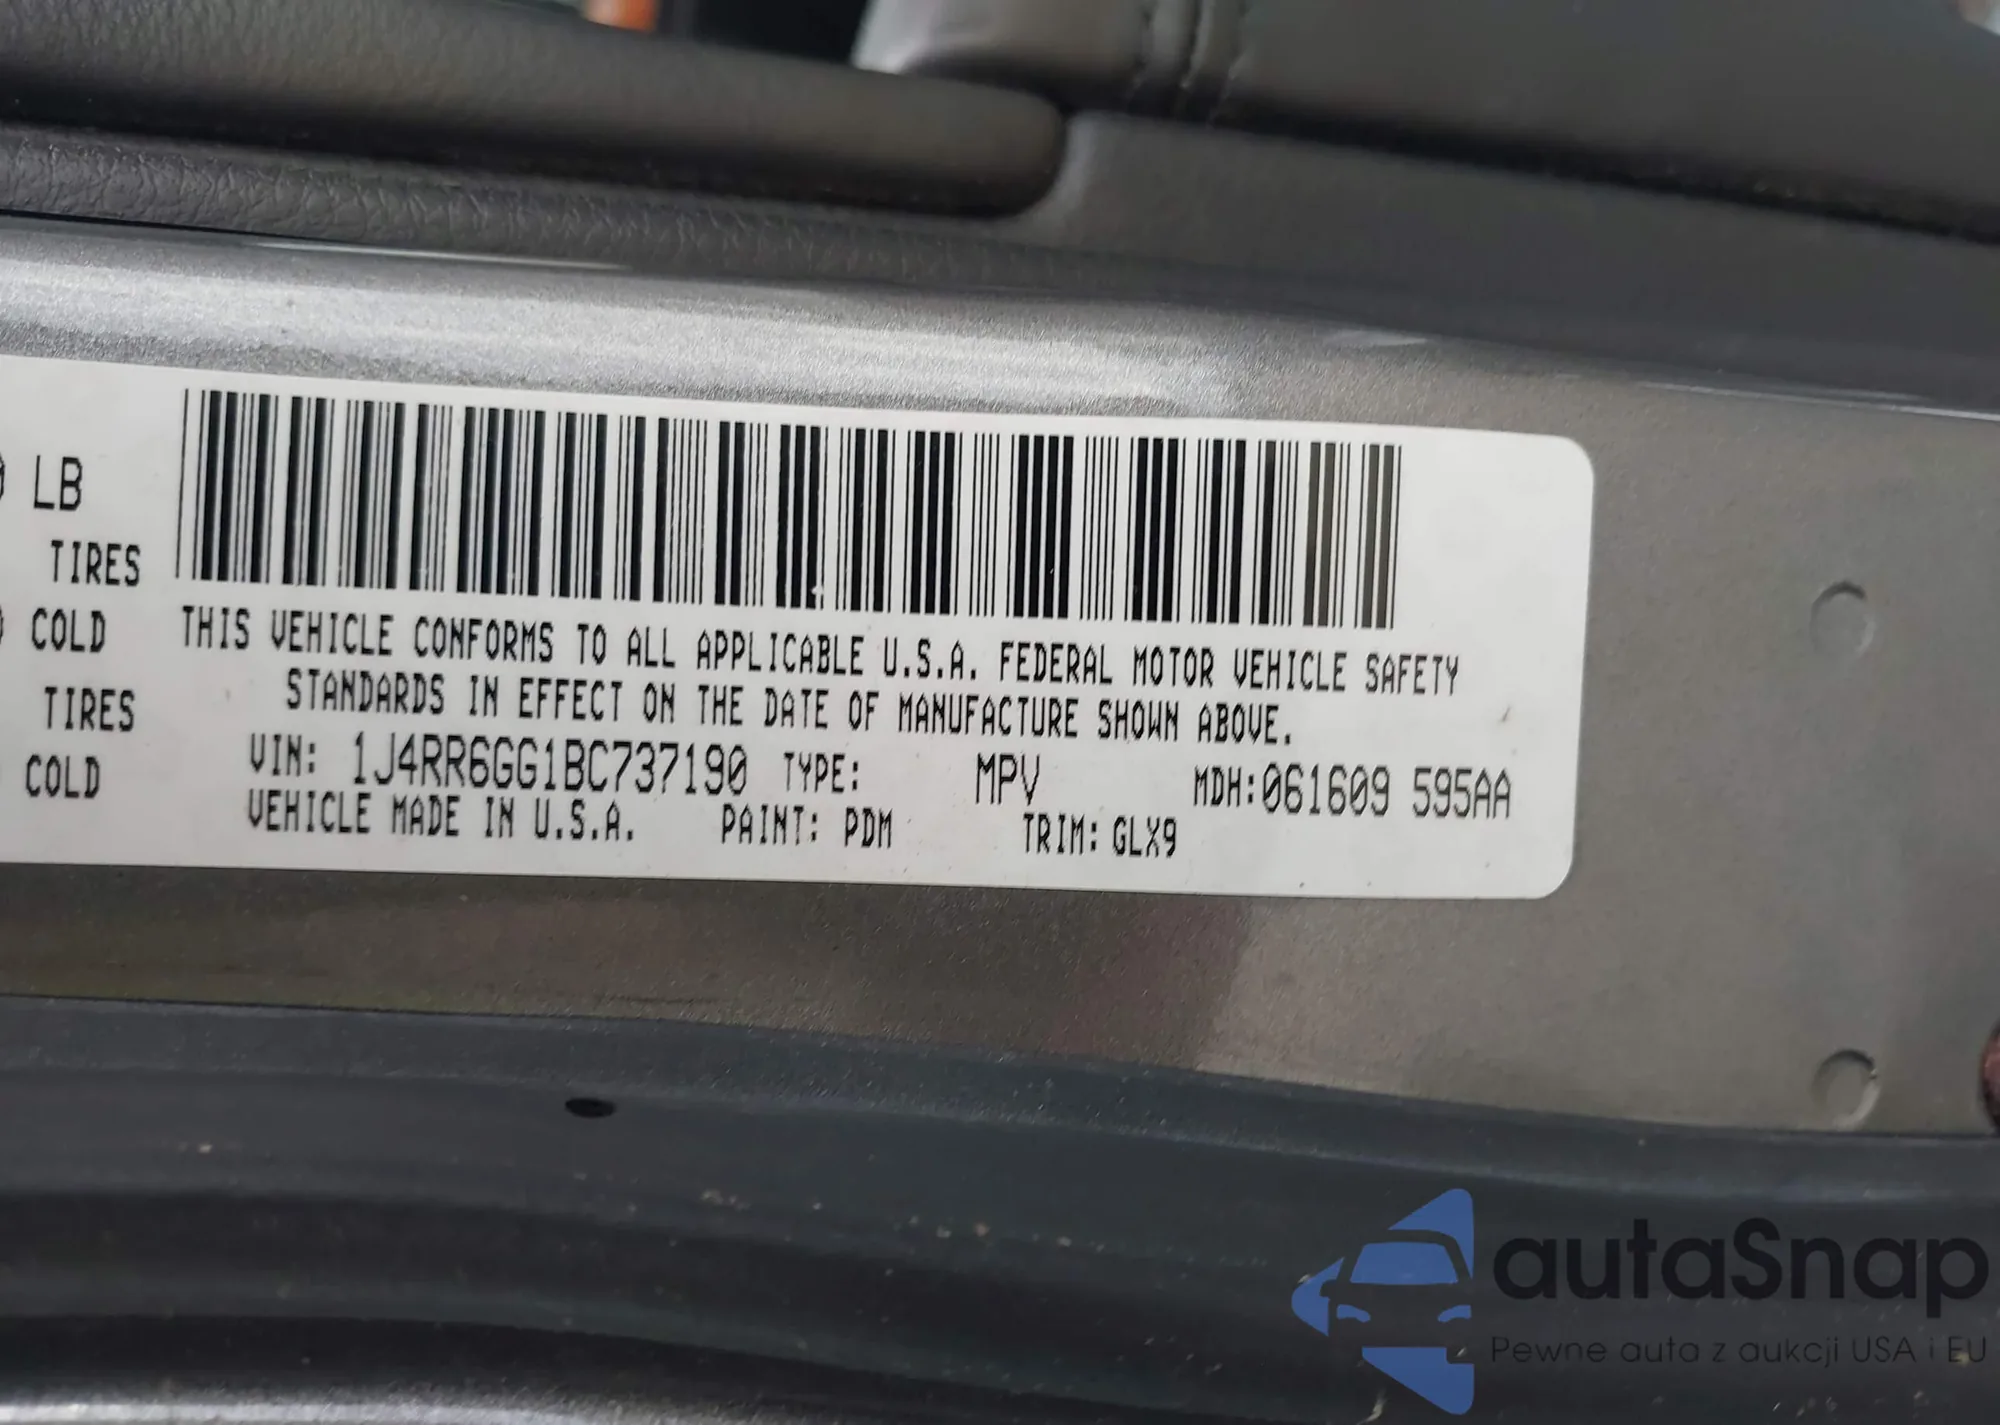 LB
TIRES
COLD
TIRES
COLD
THIS VEHICLE CONFORMS TO ALL APPLICABLE U.S.A. FEDERAL MOTOR VEHICLE SAFETY
STANDARDS IN EFFECT ON THE DATE OF MANUFACTURE SHOWN ABOVE.
VIN: 1J4RR6GG1BC737190 TYPE: MPV MDH:061609 595AA
VEHICLE MADE IN U.S.A. PAINT: PDM TRIM: GLX9
autaSnap
Pewne auta z aukcji USA i EU